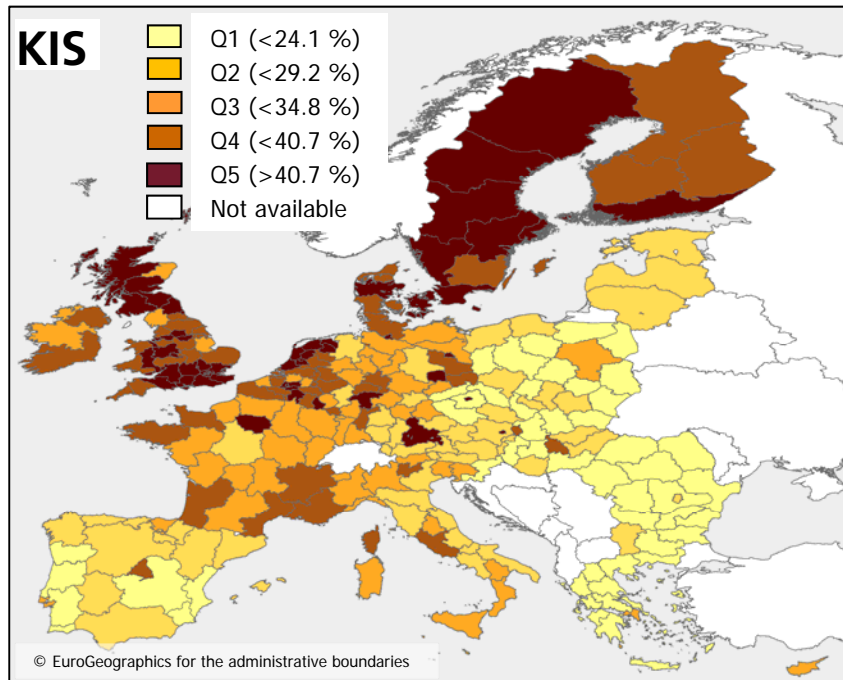 KIS
Q1 (<24.1 %)
Q2 (<29.2 %)
Q3 (<34.8 %)
Q4 (<40.7 %)
Q5 (>40.7 %)
Not available
© EuroGeographics for the administrative boundaries